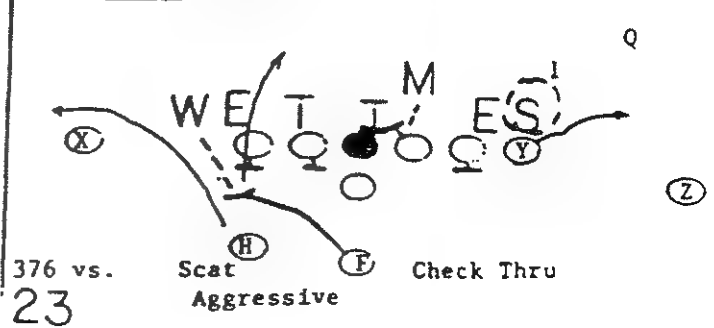 Q
W E T T M E S
X Y
Z
H F
376 vs. Scat Check Thru
23 Aggressive